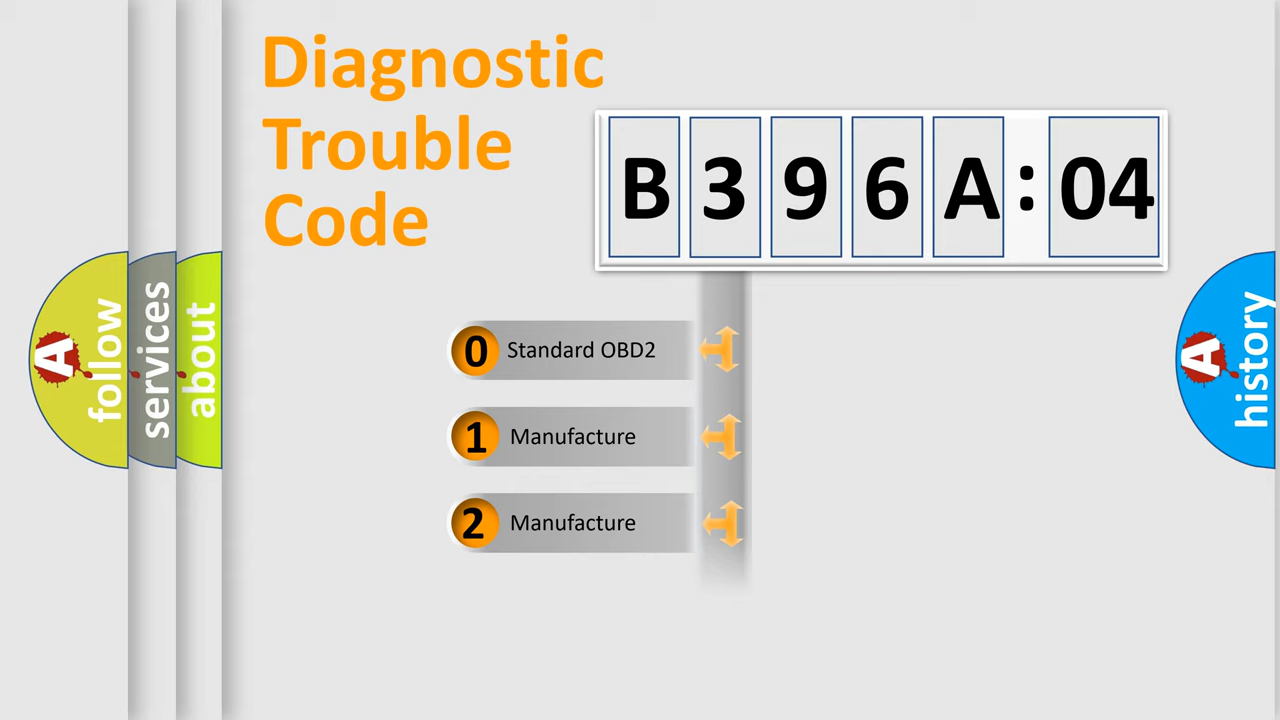 Diagnostic
Trouble
Code
B396A:04
0 Standard OBD2
1 Manufacture
2 Manufacture
A follow
services
about
A history